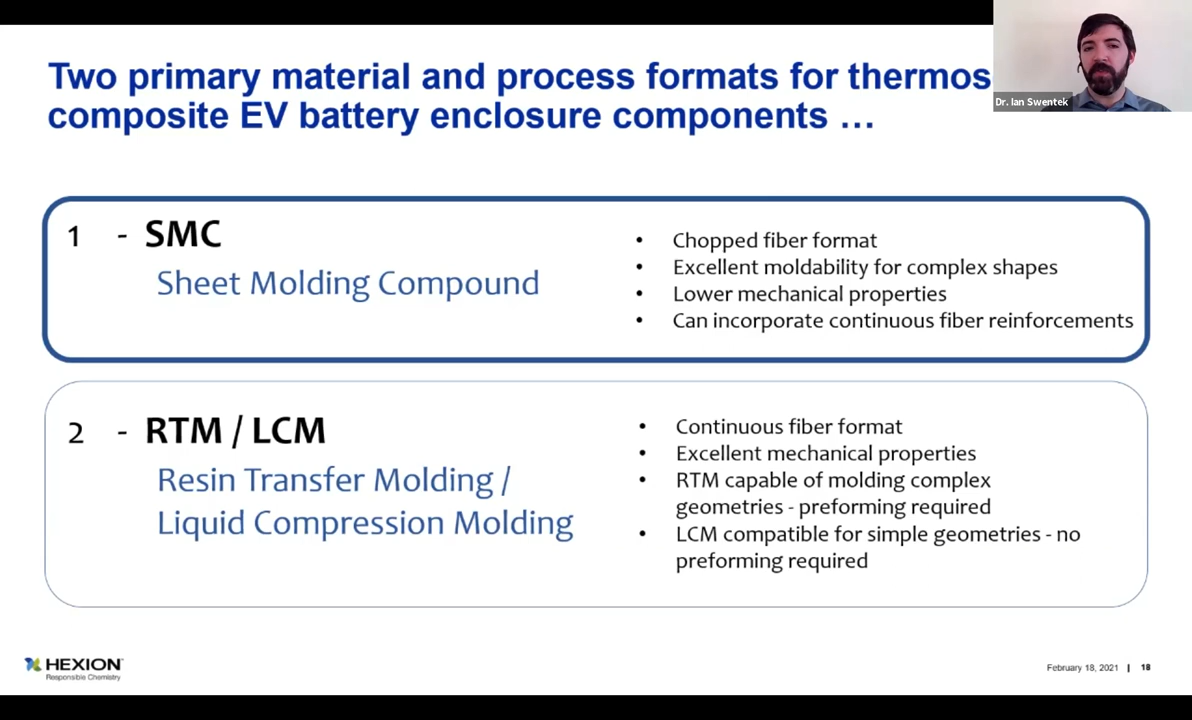 Two primary material and process formats for thermos
composite EV battery enclosure components …
Dr. Ian Swentek
1 - SMC
Sheet Molding Compound
• Chopped fiber format
• Excellent moldability for complex shapes
• Lower mechanical properties
• Can incorporate continuous fiber reinforcements
2 - RTM / LCM
Resin Transfer Molding /
Liquid Compression Molding
• Continuous fiber format
• Excellent mechanical properties
• RTM capable of molding complex
geometries - preforming required
• LCM compatible for simple geometries - no
preforming required
HEXION
Responsible Chemistry
February 18, 2021 | 18